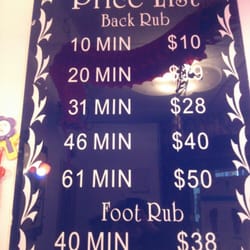 Price List
Back Rub
10 MIN $10
20 MIN $19
31 MIN $28
46 MIN $40
61 MIN $50
Foot Rub
40 MIN $38